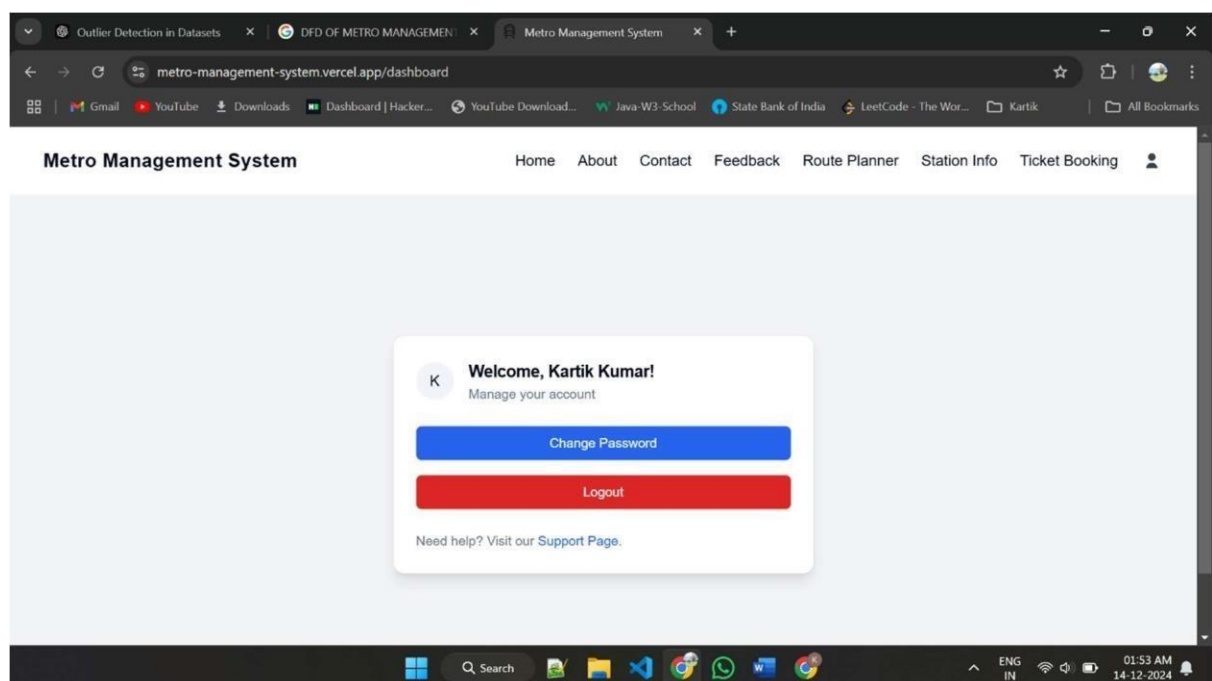 Outlier Detection in Datasets
DFD OF METRO MANAGEMENT
Metro Management System
metro-management-system.vercel.app/dashboard
Gmail YouTube Downloads Dashboard | Hacker... YouTube Download... Java-W3-School State Bank of India LeetCode - The Wor... Kartik All Bookmarks
Metro Management System Home About Contact Feedback Route Planner Station Info Ticket Booking
K
Welcome, Kartik Kumar!
Manage your account
Change Password
Logout
Need help? Visit our Support Page.
Search
ENG
IN
01:53 AM
14-12-2024